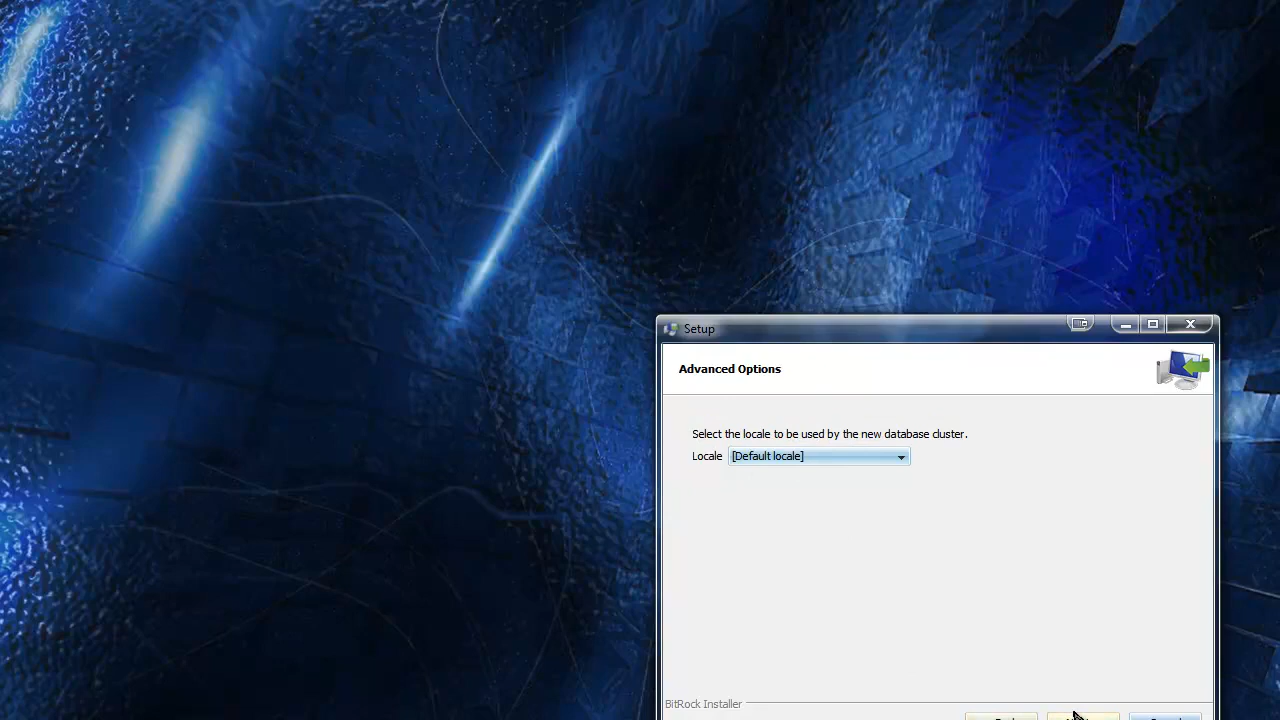 Setup
Advanced Options
Select the locale to be used by the new database cluster.
Locale [Default locale]
BitRock Installer